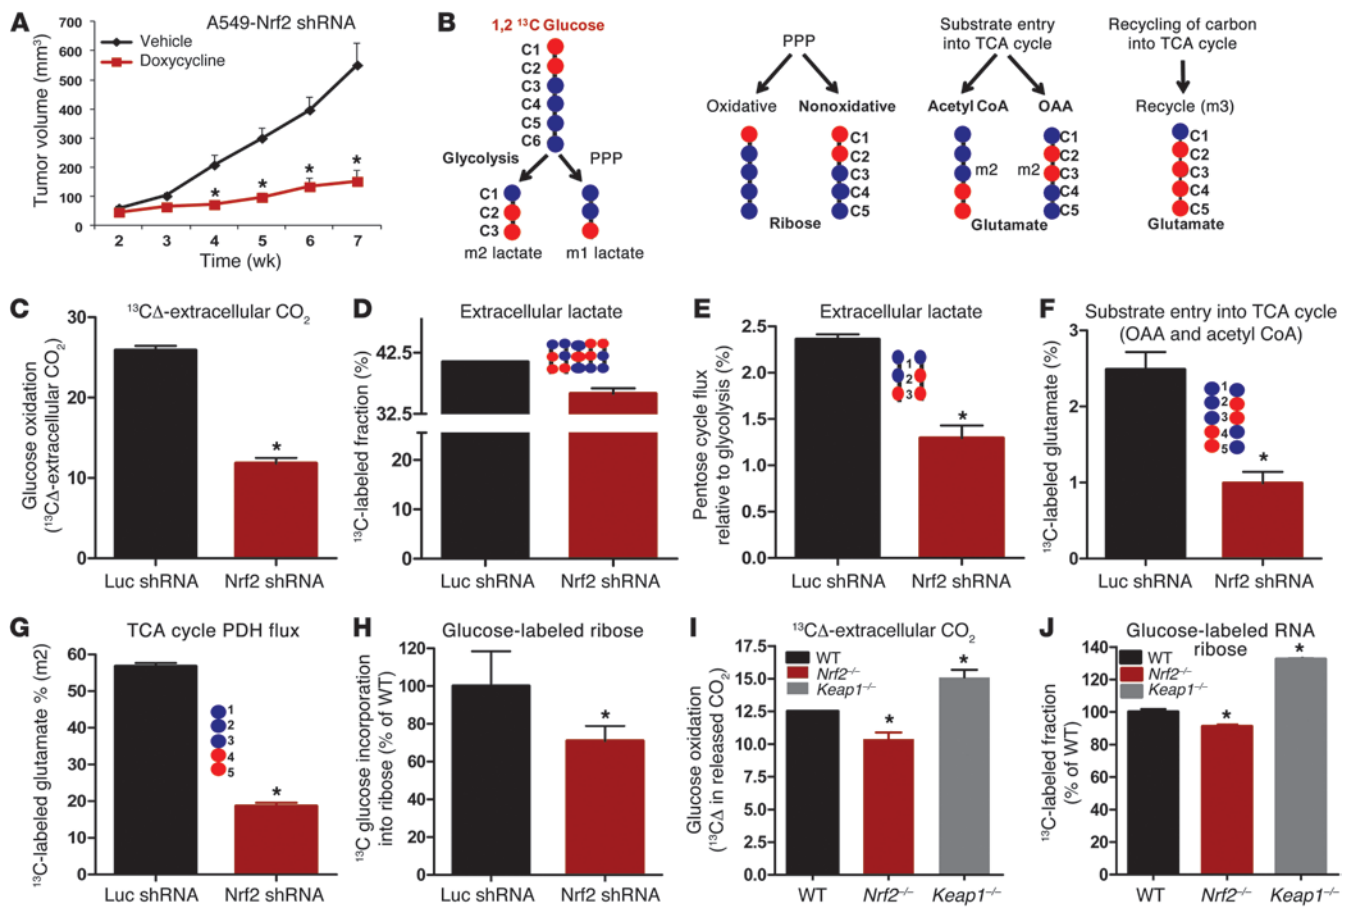 A
A549-Nrf2 shRNA
Vehicle
Doxycycline
Tumor volume (mm³)
700
600
500
400
300
200
100
0
2 3 4 5 6 7
* * * *
Time (wk)
B
1,2 ¹³C Glucose
C1
C2
C3
C4
C5
C6
Glycolysis
PPP
C1
C2
C3
m2 lactate
m1 lactate
PPP
Oxidative
Nonoxidative
C1
C2
C3
C4
C5
Ribose
Substrate entry
into TCA cycle
Acetyl CoA
OAA
m2
m2
C1
C2
C3
C4
C5
Glutamate
Recycling of carbon
into TCA cycle
Recycle (m3)
C1
C2
C3
C4
C5
Glutamate
C
¹³CΔ-extracellular CO₂
Glucose oxidation
(¹³CΔ-extracellular CO₂)
30
20
10
0
*
Luc shRNA Nrf2 shRNA
D
Extracellular lactate
¹³C-labeled fraction (%)
42.5
32.5
20
10
0
Luc shRNA Nrf2 shRNA
E
Extracellular lactate
Pentose cycle flux
relative to glycolysis (%)
2.5
2.0
1.5
1.0
0.5
0.0
1
2
3
*
Luc shRNA Nrf2 shRNA
F
Substrate entry into TCA cycle
(OAA and acetyl CoA)
¹³C-labeled glutamate (%)
3
2
1
0
1
2
3
4
5
*
Luc shRNA Nrf2 shRNA
G
TCA cycle PDH flux
¹³C-labeled glutamate % (m2)
60
50
40
30
20
10
0
1
2
3
4
5
*
Luc shRNA Nrf2 shRNA
H
Glucose-labeled ribose
¹³C glucose incorporation
into ribose (% of WT)
120
100
80
60
40
20
0
*
Luc shRNA Nrf2 shRNA
I
¹³CΔ-extracellular CO₂
WT
Nrf2⁻/⁻
Keap1⁻/⁻
Glucose oxidation
(¹³CΔ in released CO₂)
17.5
15.0
12.5
10.0
7.5
5.0
2.5
0.0
* *
WT Nrf2⁻/⁻ Keap1⁻/⁻
J
Glucose-labeled RNA
ribose
WT
Nrf2⁻/⁻
Keap1⁻/⁻
¹³C-labeled fraction
(% of WT)
140
120
100
80
60
40
20
0
* *
WT Nrf2⁻/⁻ Keap1⁻/⁻